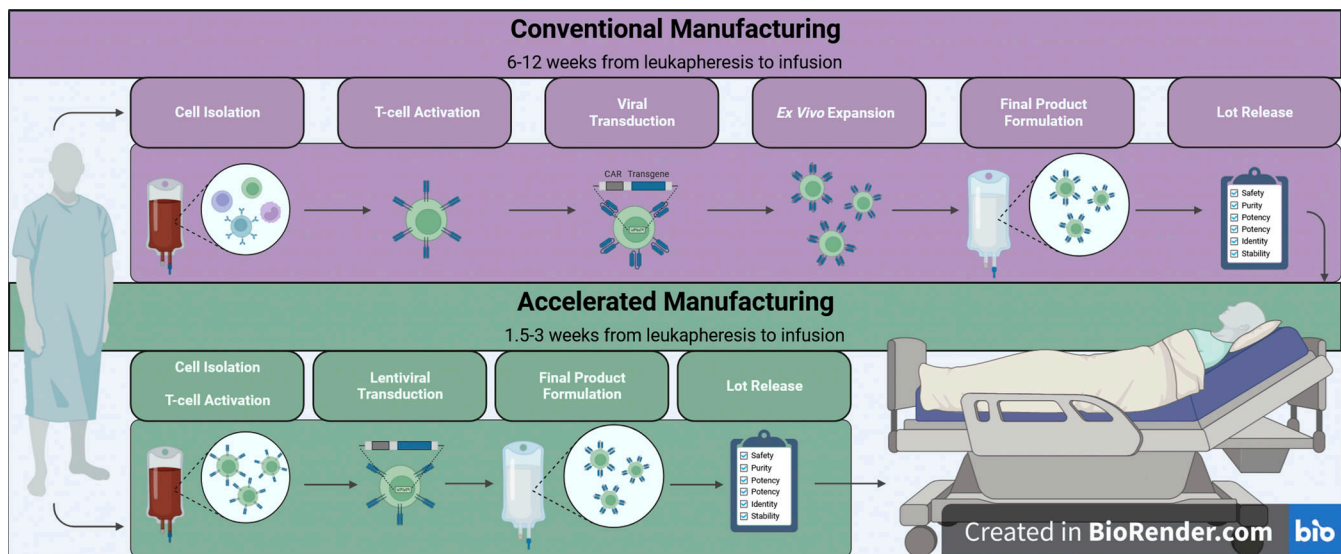 Conventional Manufacturing
6-12 weeks from leukapheresis to infusion
Cell Isolation
T-cell Activation
Viral
Transduction
Ex Vivo Expansion
Final Product
Formulation
Lot Release
CAR Transgene
Safety
Purity
Potency
Potency
Identity
Stability
Accelerated Manufacturing
1.5-3 weeks from leukapheresis to infusion
Cell Isolation
T-cell Activation
Lentiviral
Transduction
Final Product
Formulation
Lot Release
Safety
Purity
Potency
Potency
Identity
Stability
Created in BioRender.com bio